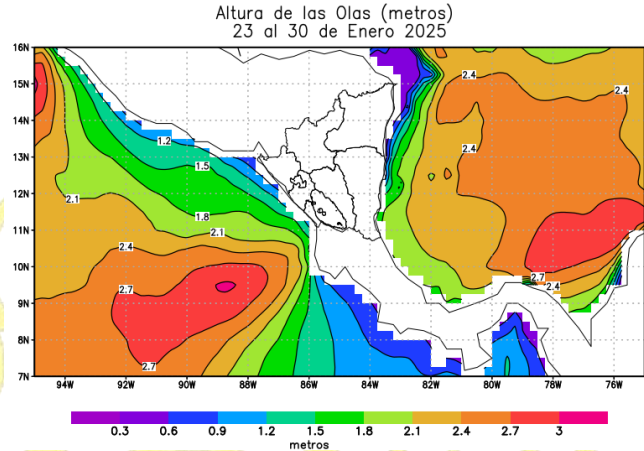 Altura de las Olas (metros)
23 al 30 de Enero 2025
16N
15N
14N
13N
12N
11N
10N
9N
8N
7N
2.4
2.4
2.4
1.2
1.5
2.1
1.8
2.1
2.4
2.7
2.7
2.7
2.4
94W 92W 90W 88W 86W 84W 82W 80W 78W 76W
0.3 0.6 0.9 1.2 1.5 1.8 2.1 2.4 2.7 3
metros